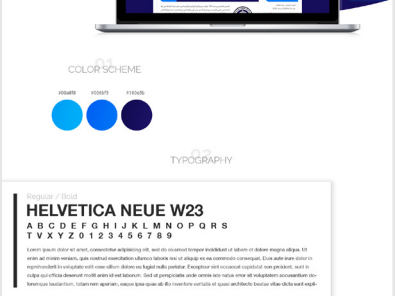 01
COLOR SCHEME
02
TYPOGRAPHY
Regular / Bold
HELVETICA NEUE W23
A B C D E F G H I J K L M N O P Q R S
T V X Y Z 0 1 2 3 4 5 6 7 8 9
Lorem ipsum dolor sit amet, consectetur adipisicing elit, sed do eiusmod tempor incididunt ut labore et dolore magna aliqua. Ut
enim ad minim veniam, quis nostrud exercitation ullamco laboris nisi ut aliquip ex ea commodo consequat. Duis aute irure dolor in
reprehenderit in voluptate velit esse cillum dolore eu fugiat nulla pariatur. Excepteur sint occaecat cupidatat non proident, sunt in
culpa qui officia deserunt mollit anim id est laborum. Sed ut perspiciatis unde omnis iste natus error sit voluptatem accusantium do-
loremque laudantium, totam rem aperiam, eaque ipsa quae ab illo inventore veritatis et quasi architecto beatae vitae dicta sunt expli-